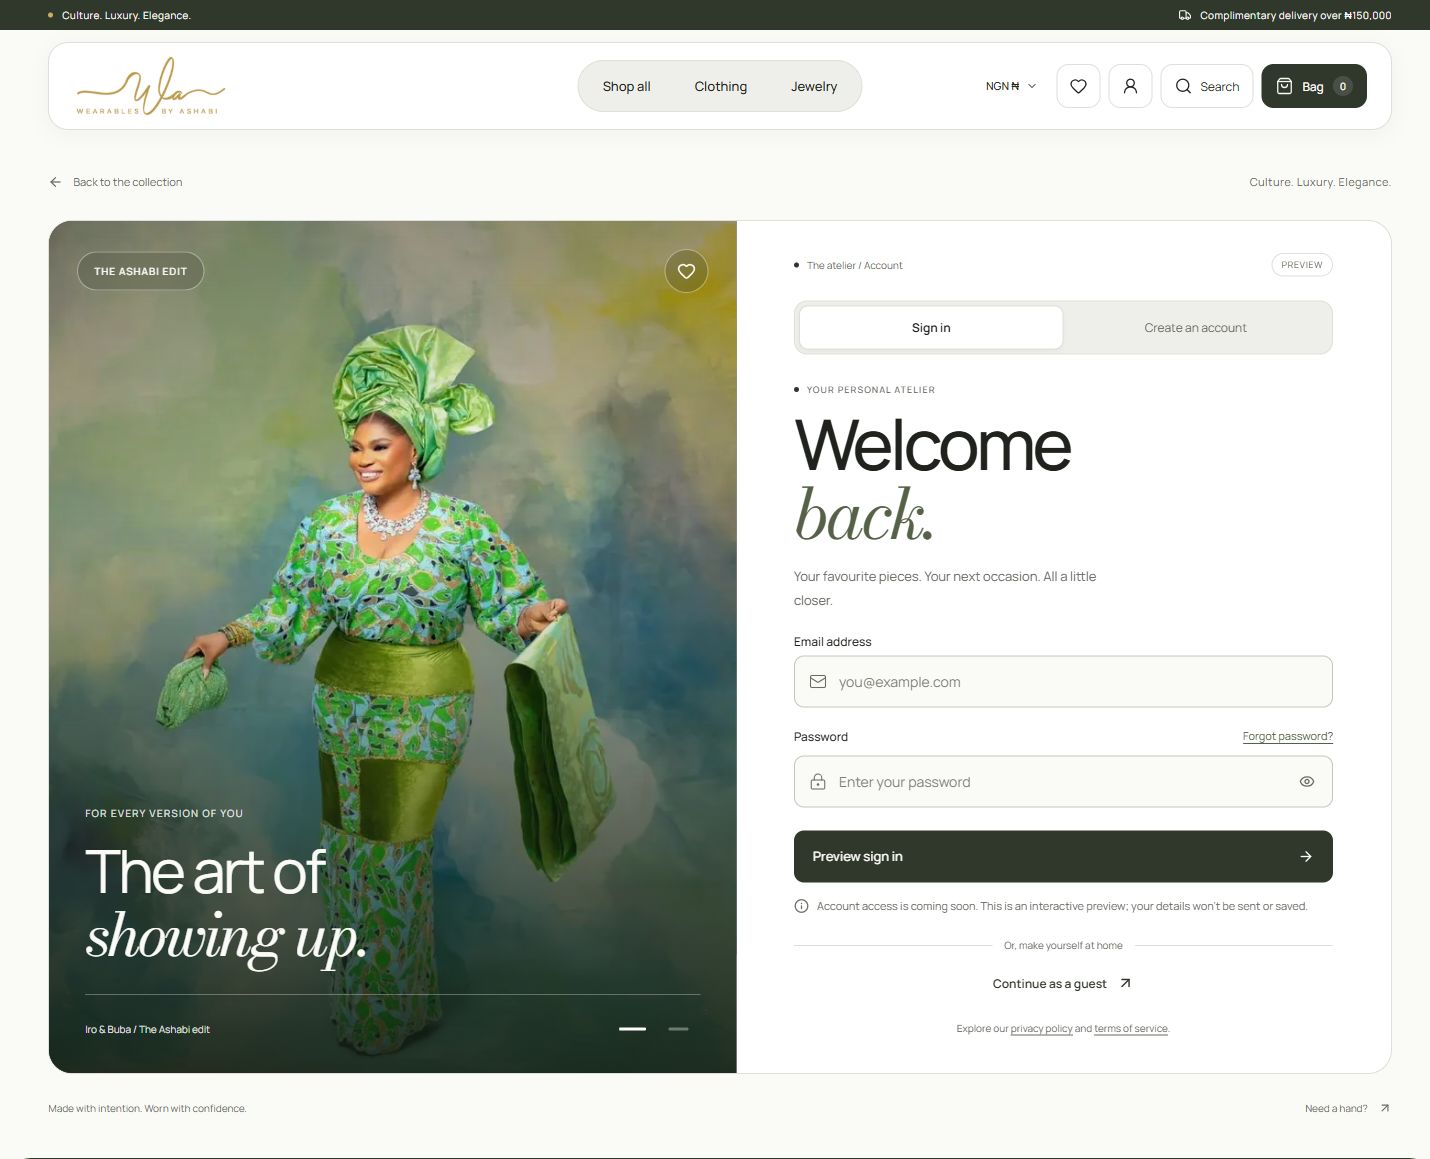 Culture. Luxury. Elegance.
Complimentary delivery over ₦150,000
Wa
WEARABLES BY ASHABI
Shop all
Clothing
Jewelry
NGN ₦
Search
Bag
0
Back to the collection
Culture. Luxury. Elegance.
THE ASHABI EDIT
FOR EVERY VERSION OF YOU
The art of
showing up.
Iro & Buba / The Ashabi edit
The atelier / Account
PREVIEW
Sign in
Create an account
YOUR PERSONAL ATELIER
Welcome
back.
Your favourite pieces. Your next occasion. All a little
closer.
Email address
you@example.com
Password
Forgot password?
Enter your password
Preview sign in
Account access is coming soon. This is an interactive preview; your details won't be sent or saved.
Or, make yourself at home
Continue as a guest
Explore our privacy policy and terms of service.
Made with intention. Worn with confidence.
Need a hand?